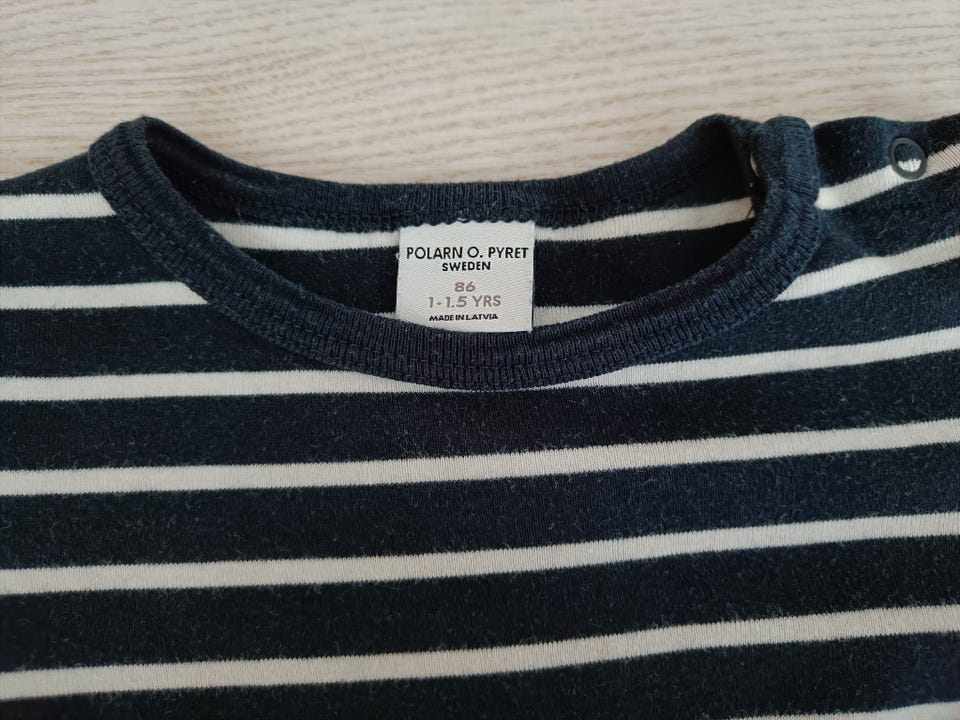 POLARN O. PYRET
SWEDEN
86
1-1.5 YRS
MADE IN LATVIA